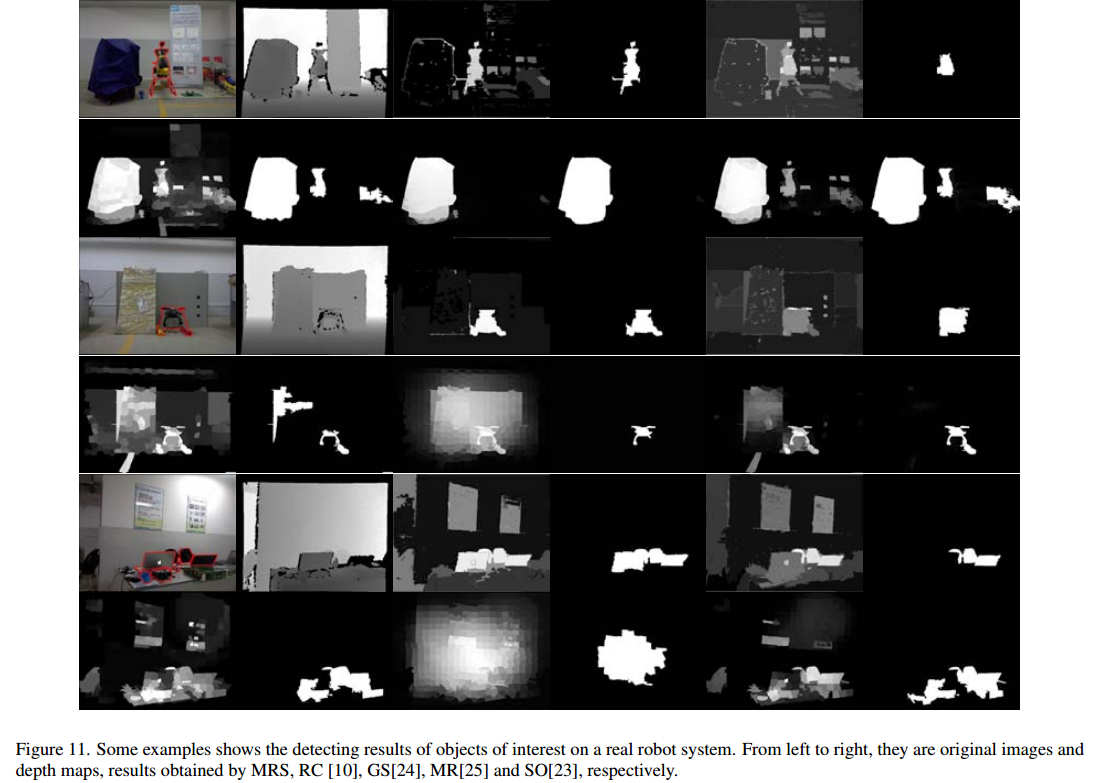 Figure 11. Some examples shows the detecting results of objects of interest on a real robot system. From left to right, they are original images and
depth maps, results obtained by MRS, RC [10], GS[24], MR[25] and SO[23], respectively.